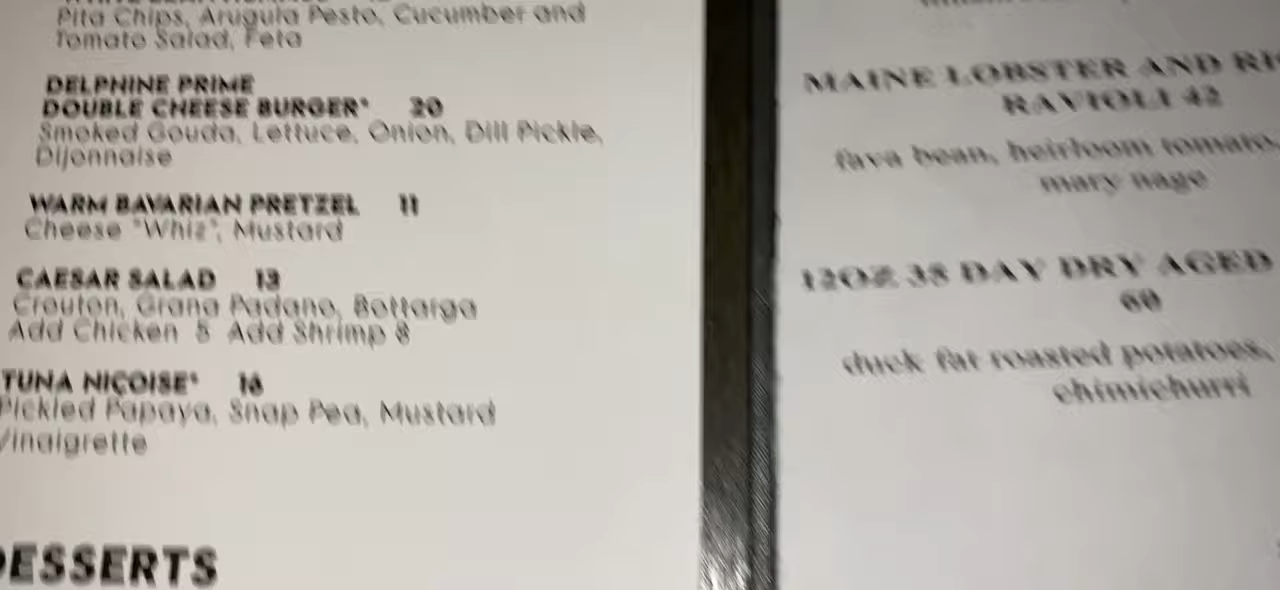 Pita Chips, Arugula Pesto, Cucumber and
Tomato Salad, Feta
DELPHINE PRIME
DOUBLE CHEESE BURGER* 20
Smoked Gouda, Lettuce, Onion, Dill Pickle,
Dijonnaise
WARM BAVARIAN PRETZEL 11
Cheese "Whiz", Mustard
CAESAR SALAD 13
Crouton, Grana Padano, Bottarga
Add Chicken 5 Add Shrimp 8
TUNA NIÇOISE* 16
Pickled Papaya, Snap Pea, Mustard
Vinaigrette
DESSERTS
MAINE LOBSTER AND
RAVIOLI 42
fava bean, heirloom tomato,
mary nage
12OZ 38 DAY DRY AGED
60
duck fat roasted potatoes,
chimichurri